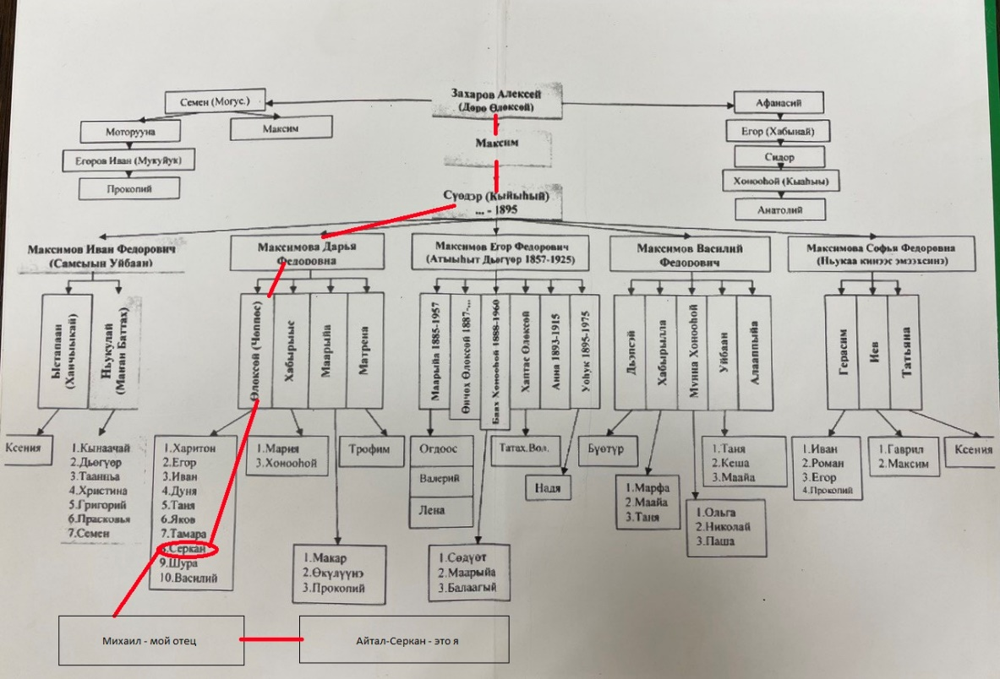 Захаров Алексей
(Дөрө Өлөксөй)
Семен (Могус.)
Афанасий
Моторууна
Максим
Максим
Егор (Хабынай)
Егоров Иван (Мукуйук)
Сидор
Прокопий
Хонооһой (Кыаһыы)
Анатолий
Сүөдэр (Кыйыһый)
... - 1895
Максимов Иван Федорович
(Самсыын Уйбаан)
Максимова Дарья
Федоровна
Максимов Егор Федорович
(Атыыһыт Дьөгүөр 1857-1925)
Максимов Василий
Федорович
Максимова Софья Федоровна
(Ньукаа кинээс эмээхсинэ)
Ыстапаан
(Ханчыыкай)
Ньукулай
(Маҥан Баттах)
Өлөксөй (Чөппөс)
Хабырыыс
Маарыйа
Матрена
Маарыйа 1885-1957
Өнчөх Өлөксөй 1887-...
Баах Хонооһой 1888-1960
Хаптас Өлөксөй
Анна 1893-1915
Уоһук 1895-1975
Дьэпсэй
Хабырылла
Мунна Хонооһой
Уйбаан
Алааппыйа
Герасим
Иев
Татьяна
Ксения
1.Кынаачай
2.Дьөгүөр
3.Тааныа
4.Христина
5.Григорий
6.Прасковья
7.Семен
1.Харитон
2.Егор
3.Иван
4.Дуня
5.Таня
6.Яков
7.Тамара
8.Серкан
9.Шура
10.Василий
1.Мария
3.Хонооһой
Трофим
1.Макар
2.Өкүлүүнэ
3.Прокопий
Огдоос
Валерий
Лена
1.Сөдүөт
2.Маарыйа
3.Балаагый
Татах.Вол.
Надя
Бүөтүр
1.Марфа
2.Маайа
3.Таня
1.Ольга
2.Николай
3.Паша
1.Таня
2.Кеша
3.Маайа
1.Иван
2.Роман
3.Егор
4.Прокопий
1.Гаврил
2.Максим
Ксения
Михаил - мой отец
Айтал-Серкан - это я